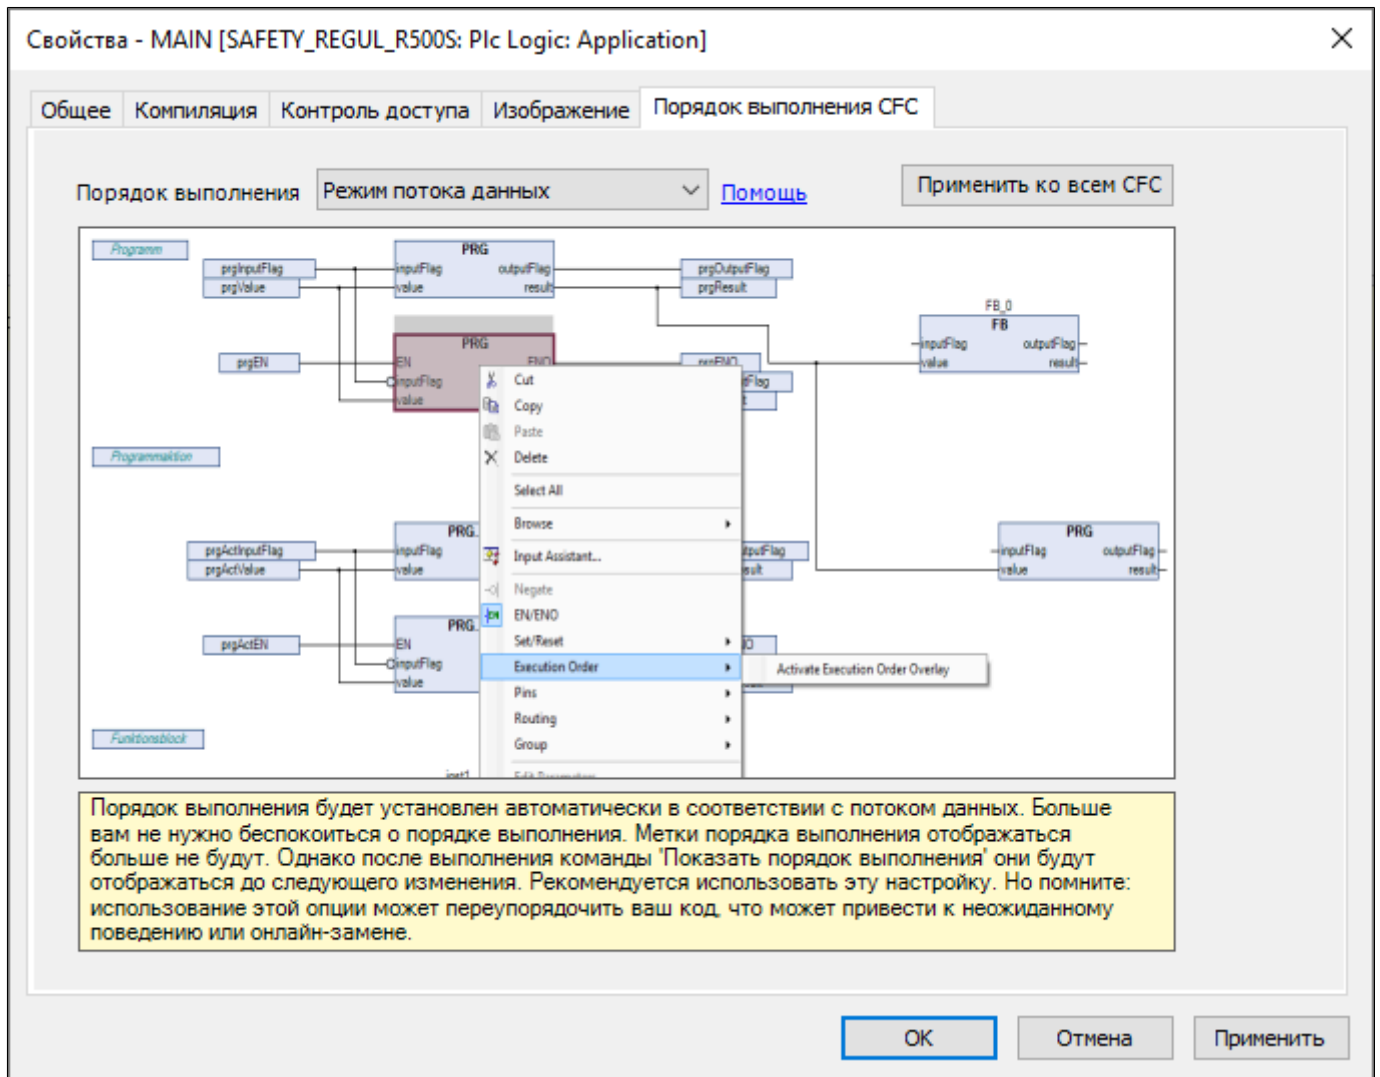 Свойства - MAIN [SAFETY_REGUL_R500S: Plc Logic: Application]
Общее Компиляция Контроль доступа Изображение Порядок выполнения CFC
Порядок выполнения Режим потока данных Помощь Применить ко всем CFC
Programm PRG
prgInputFlag inputFlag outputFlag prgOutputFlag
prgValue value result prgResult
FB_0
PRG FB
inputFlag outputFlag
prgEN EN ENO prgENO value result
inputFlag Cut
value Copy
Paste
Programmaktion Delete
Select All
PRG Browse PRG
prgActInputFlag inputFlag inputFlag outputFlag
prgActValue value Input Assistant... value result
Negate
PRG EN/ENO
prgActEN EN Set/Reset
inputFlag Execution Order Activate Execution Order Overlay
value Pins
Routing
Funktionsblock Group
inst1 Edit Parameters
Порядок выполнения будет установлен автоматически в соответствии с потоком данных. Больше
вам не нужно беспокоиться о порядке выполнения. Метки порядка выполнения отображаться
больше не будут. Однако после выполнения команды 'Показать порядок выполнения' они будут
отображаться до следующего изменения. Рекомендуется использовать эту настройку. Но помните:
использование этой опции может переупорядочить ваш код, что может привести к неожиданному
поведению или онлайн-замене.
OK Отмена Применить